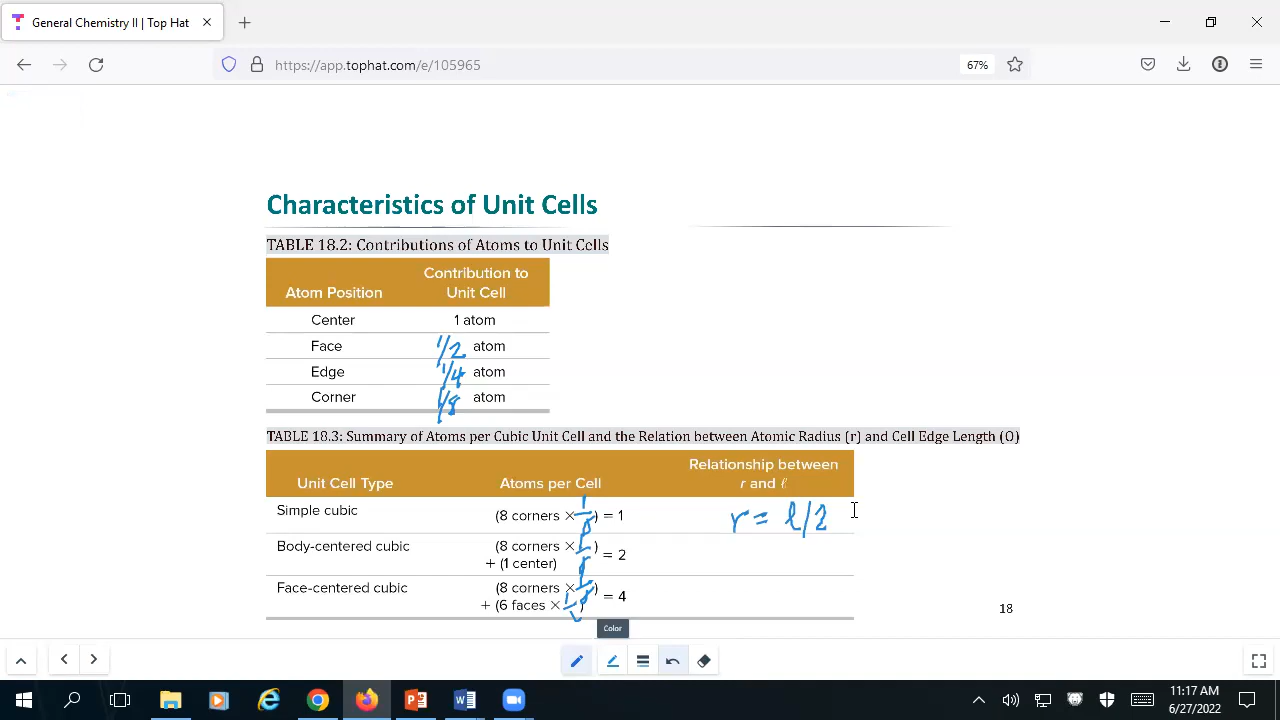 General Chemistry II | Top Hat
https://app.tophat.com/e/105965
67%
Characteristics of Unit Cells
TABLE 18.2: Contributions of Atoms to Unit Cells
Atom Position Contribution to Unit Cell
Center 1 atom
Face 1/2 atom
Edge 1/4 atom
Corner 1/8 atom
TABLE 18.3: Summary of Atoms per Cubic Unit Cell and the Relation between Atomic Radius (r) and Cell Edge Length (O)
Unit Cell Type Atoms per Cell Relationship between r and ℓ
Simple cubic (8 corners × 1/8) = 1 r = l/2
Body-centered cubic (8 corners × 1/8) + (1 center) = 2
Face-centered cubic (8 corners × 1/8) + (6 faces × 1/2) = 4
18
Color
11:17 AM
6/27/2022